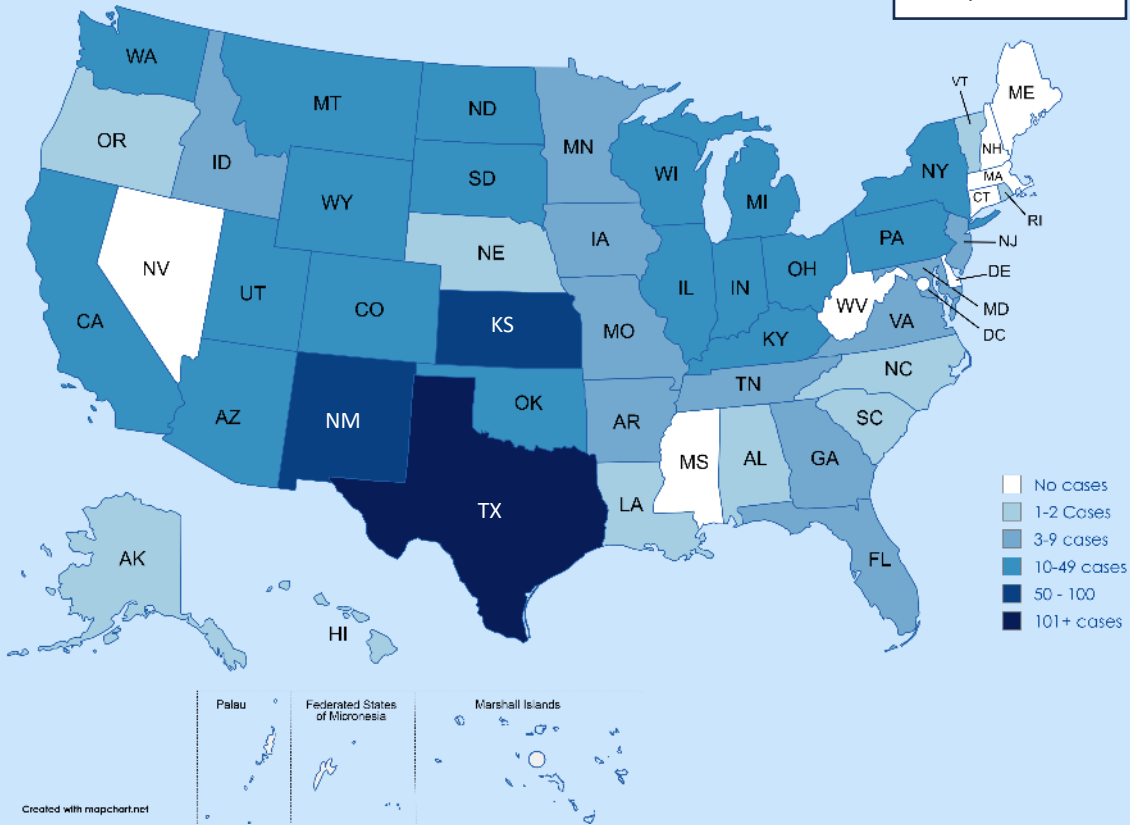 WA
MT
ND
MN
OR
ID
SD
WI
WY
MI
NY
VT
ME
NH
MA
CT
RI
NV
UT
CO
NE
IA
IL
IN
OH
PA
NJ
DE
MD
DC
CA
KS
MO
KY
WV
VA
AZ
NM
OK
AR
TN
NC
SC
TX
LA
MS
AL
GA
FL
AK
HI
No cases
1-2 Cases
3-9 cases
10-49 cases
50 - 100
101+ cases
Palau
Federated States
of Micronesia
Marshall Islands
Created with mapchart.net